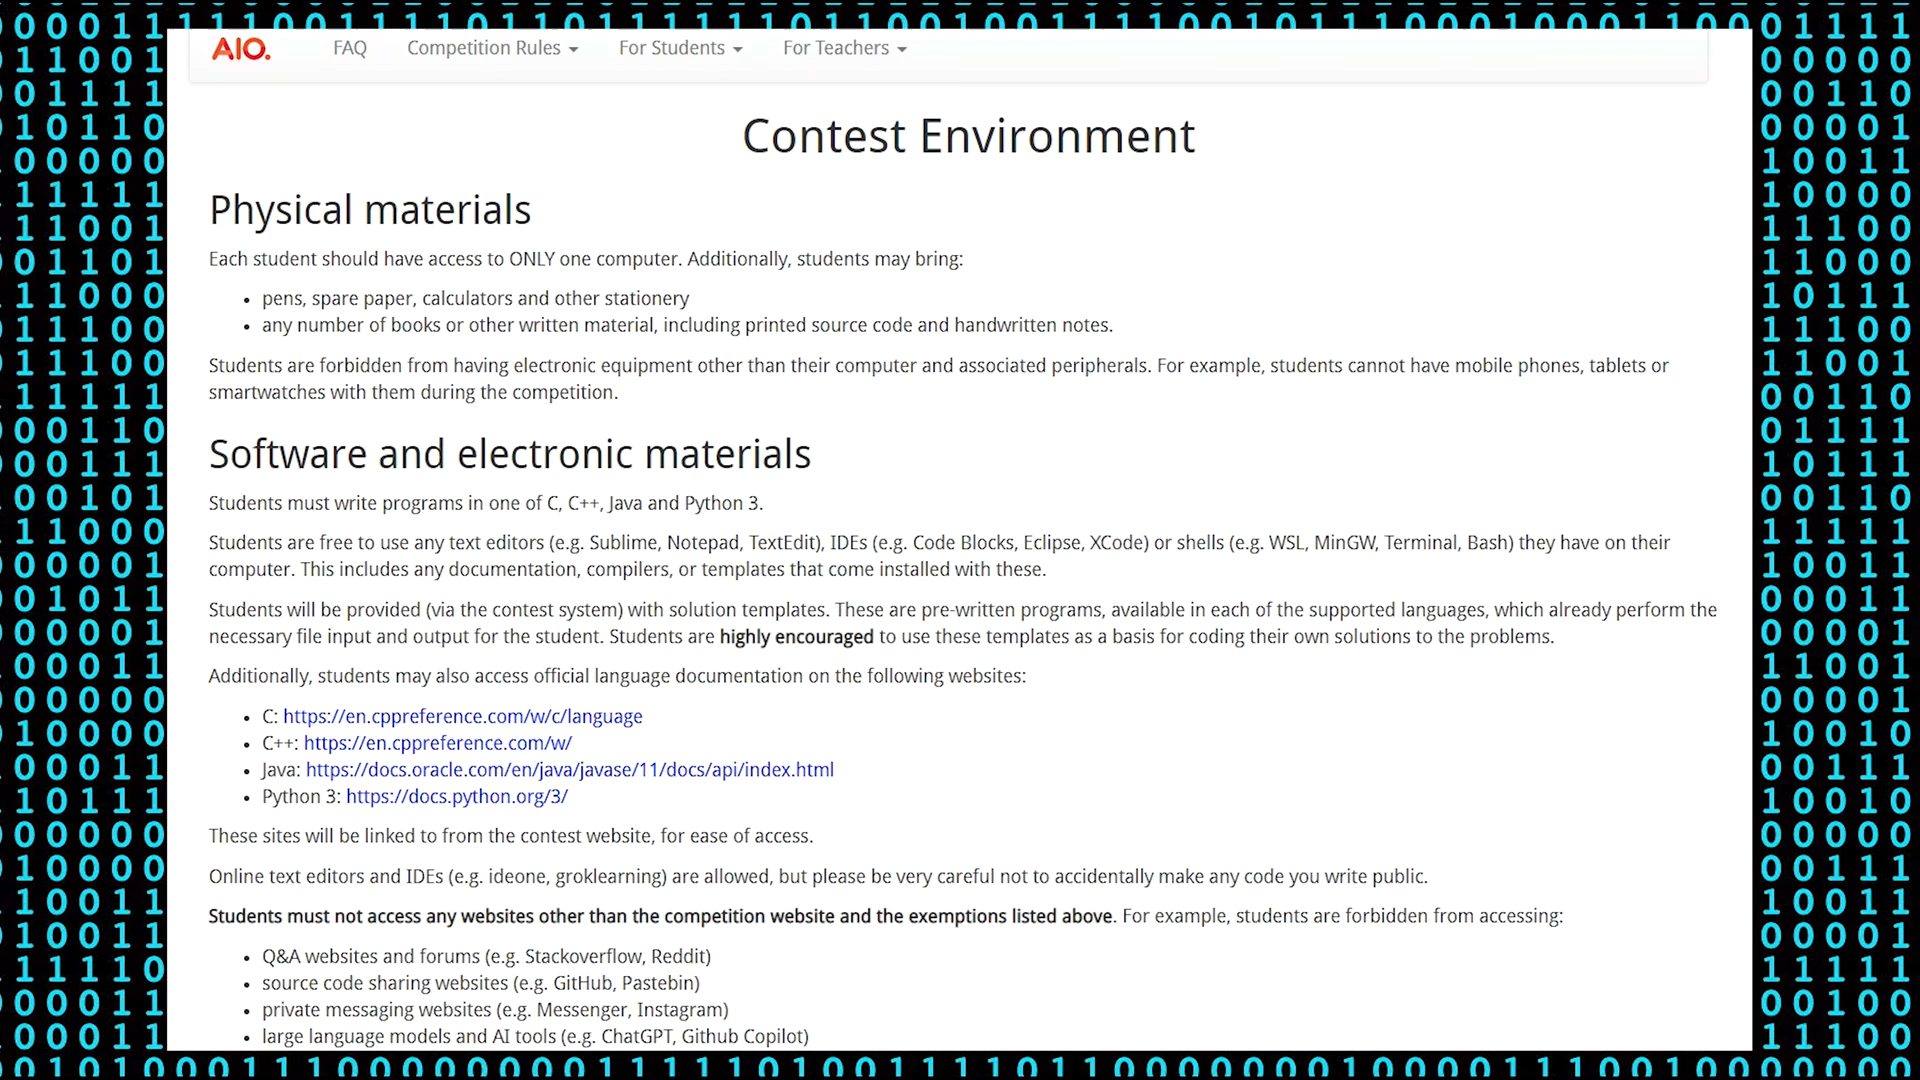 AIO.
FAQ
Competition Rules
For Students
For Teachers
Contest Environment
Physical materials
Each student should have access to ONLY one computer. Additionally, students may bring:
• pens, spare paper, calculators and other stationery
• any number of books or other written material, including printed source code and handwritten notes.
Students are forbidden from having electronic equipment other than their computer and associated peripherals. For example, students cannot have mobile phones, tablets or
smartwatches with them during the competition.
Software and electronic materials
Students must write programs in one of C, C++, Java and Python 3.
Students are free to use any text editors (e.g. Sublime, Notepad, TextEdit), IDEs (e.g. Code Blocks, Eclipse, XCode) or shells (e.g. WSL, MinGW, Terminal, Bash) they have on their
computer. This includes any documentation, compilers, or templates that come installed with these.
Students will be provided (via the contest system) with solution templates. These are pre-written programs, available in each of the supported languages, which already perform the
necessary file input and output for the student. Students are highly encouraged to use these templates as a basis for coding their own solutions to the problems.
Additionally, students may also access official language documentation on the following websites:
• C: https://en.cppreference.com/w/c/language
• C++: https://en.cppreference.com/w/
• Java: https://docs.oracle.com/en/java/javase/11/docs/api/index.html
• Python 3: https://docs.python.org/3/
These sites will be linked to from the contest website, for ease of access.
Online text editors and IDEs (e.g. ideone, groklearning) are allowed, but please be very careful not to accidentally make any code you write public.
Students must not access any websites other than the competition website and the exemptions listed above. For example, students are forbidden from accessing:
• Q&A websites and forums (e.g. Stackoverflow, Reddit)
• source code sharing websites (e.g. GitHub, Pastebin)
• private messaging websites (e.g. Messenger, Instagram)
• large language models and AI tools (e.g. ChatGPT, Github Copilot)